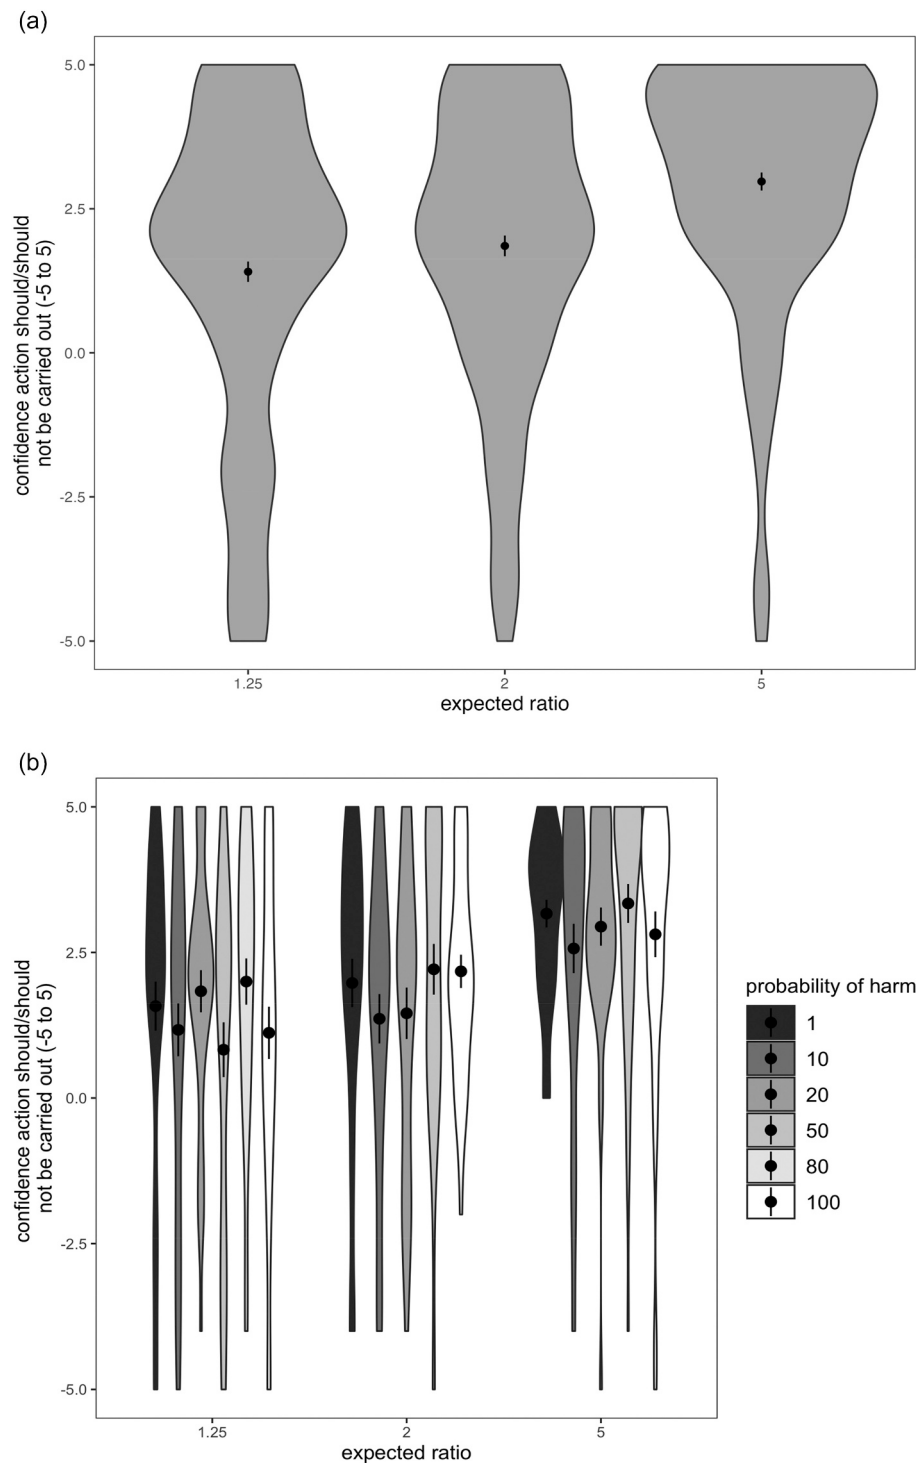 (a)
5.0
2.5
0.0
-2.5
-5.0
confidence action should/should
not be carried out (-5 to 5)
1.25 2 5
expected ratio
(b)
5.0
2.5
0.0
-2.5
-5.0
confidence action should/should
not be carried out (-5 to 5)
1.25 2 5
expected ratio
probability of harm
1
10
20
50
80
100